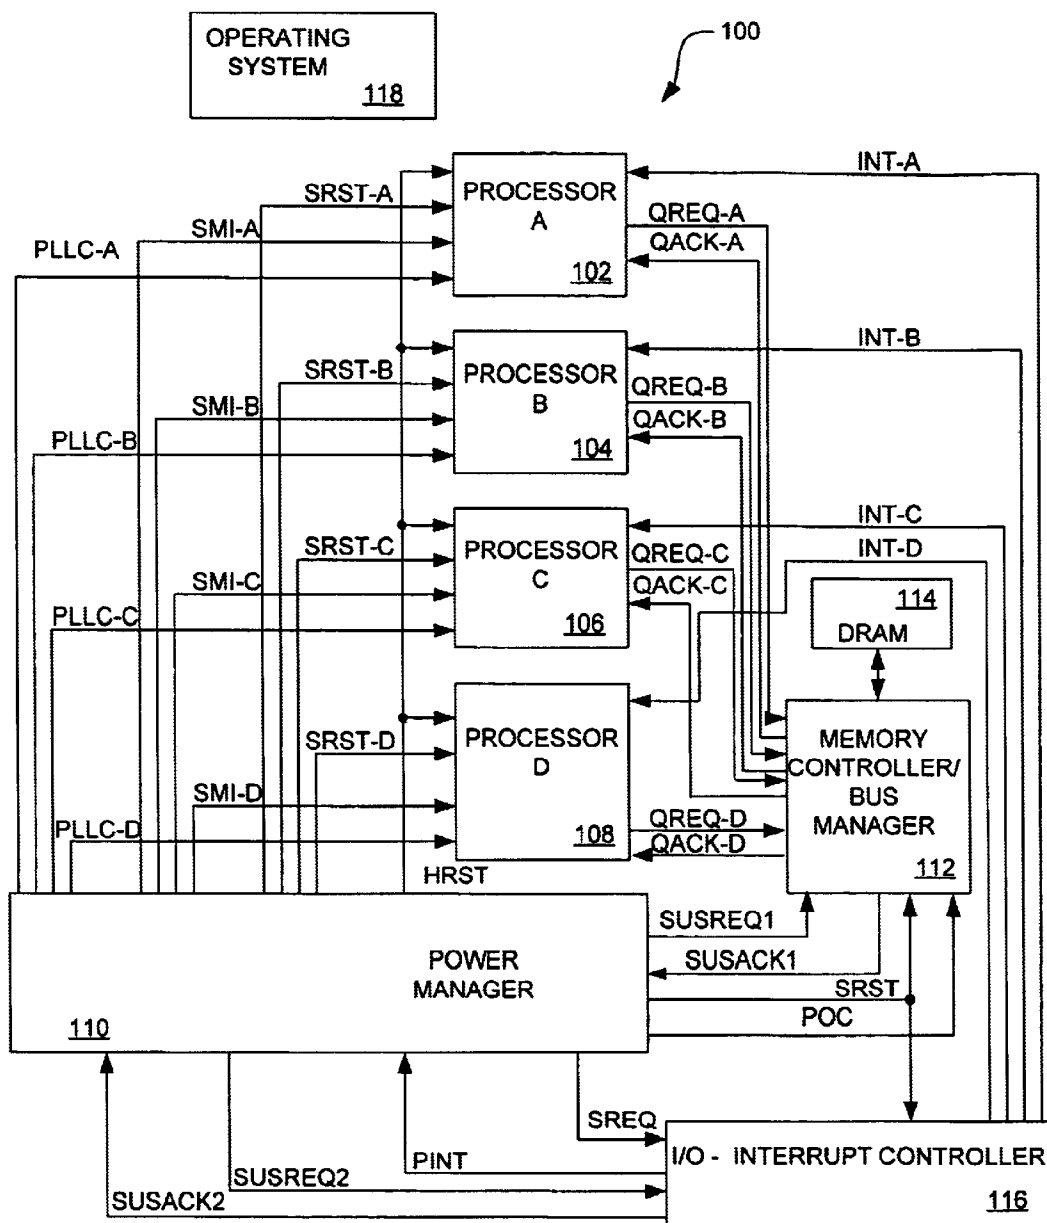 OPERATING
SYSTEM
118
100
PROCESSOR
A
102
INT-A
SRST-A
QREQ-A
SMI-A
QACK-A
PLLC-A
PROCESSOR
B
104
INT-B
SRST-B
QREQ-B
SMI-B
QACK-B
PLLC-B
PROCESSOR
C
106
INT-C
INT-D
SRST-C
QREQ-C
SMI-C
QACK-C
PLLC-C
114
DRAM
PROCESSOR
D
108
SRST-D
SMI-D
PLLC-D
QREQ-D
QACK-D
HRST
MEMORY
CONTROLLER/
BUS
MANAGER
112
SUSREQ1
SUSACK1
SRST
POC
POWER
MANAGER
110
SREQ
PINT
SUSREQ2
SUSACK2
I/O - INTERRUPT CONTROLLER
116